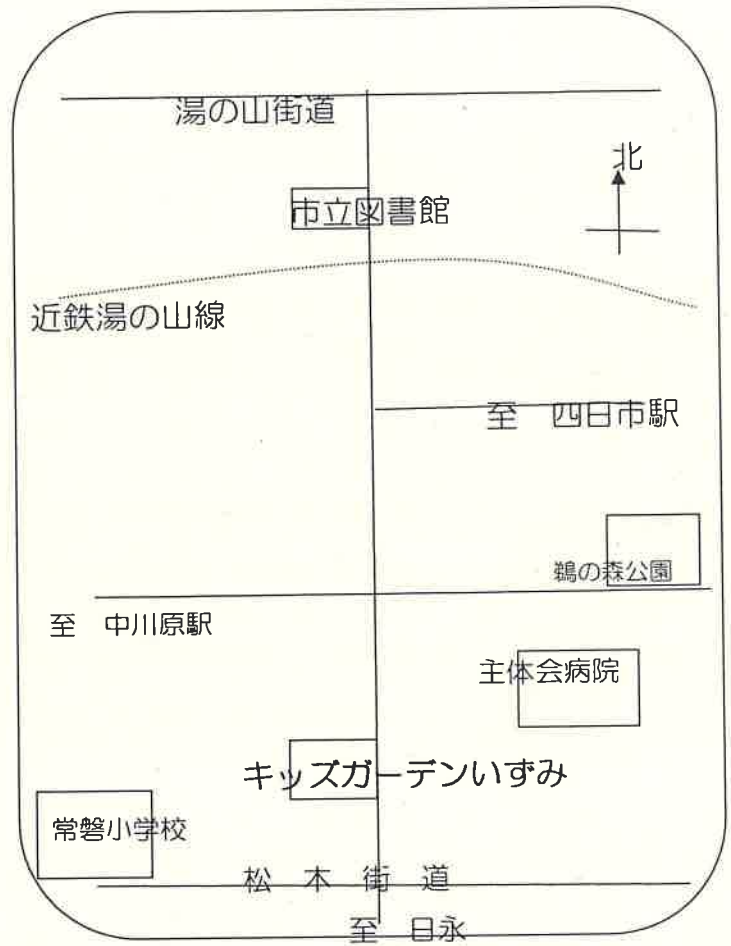 湯の山街道
北
市立図書館
近鉄湯の山線
至　四日市駅
鵜の森公園
至　中川原駅
主体会病院
キッズガーデンいずみ
常磐小学校
松　本　街　道
至　日永